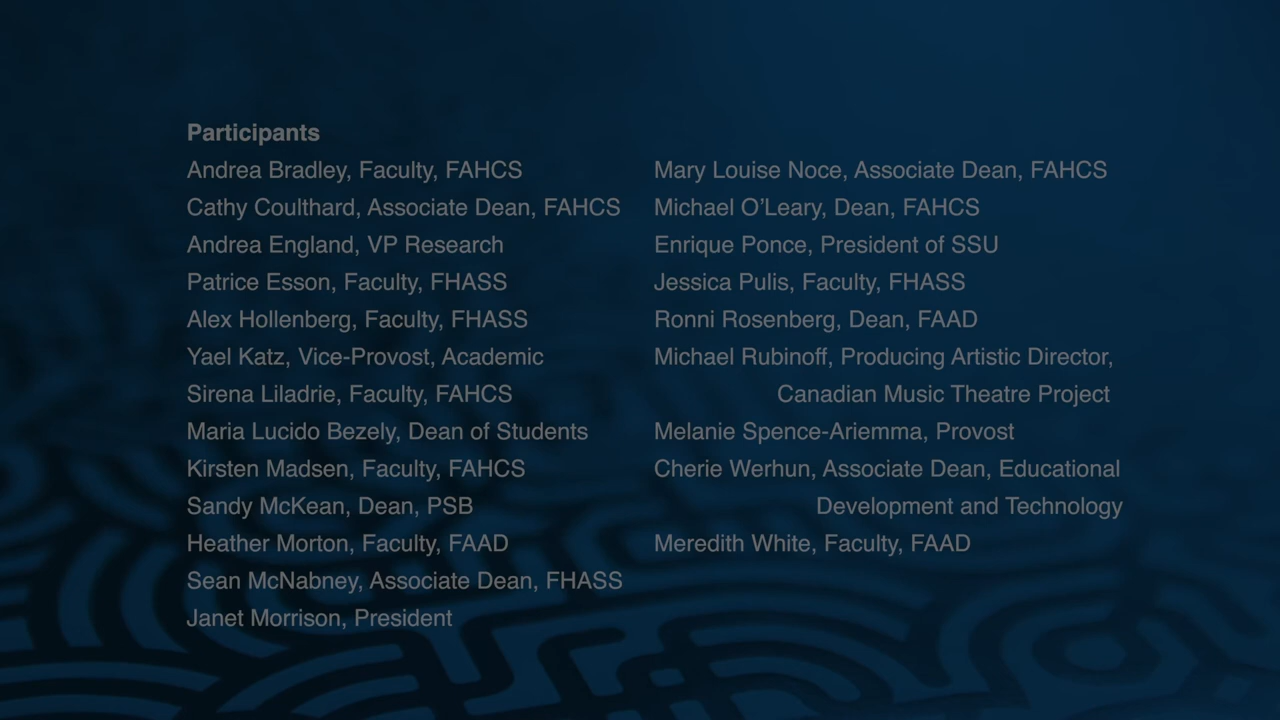 Participants
Andrea Bradley, Faculty, FAHCS
Cathy Coulthard, Associate Dean, FAHCS
Andrea England, VP Research
Patrice Esson, Faculty, FHASS
Alex Hollenberg, Faculty, FHASS
Yael Katz, Vice-Provost, Academic
Sirena Liladrie, Faculty, FAHCS
Maria Lucido Bezely, Dean of Students
Kirsten Madsen, Faculty, FAHCS
Sandy McKean, Dean, PSB
Heather Morton, Faculty, FAAD
Sean McNabney, Associate Dean, FHASS
Janet Morrison, President
Mary Louise Noce, Associate Dean, FAHCS
Michael O’Leary, Dean, FAHCS
Enrique Ponce, President of SSU
Jessica Pulis, Faculty, FHASS
Ronni Rosenberg, Dean, FAAD
Michael Rubinoff, Producing Artistic Director,
Canadian Music Theatre Project
Melanie Spence-Ariemma, Provost
Cherie Werhun, Associate Dean, Educational
Development and Technology
Meredith White, Faculty, FAAD